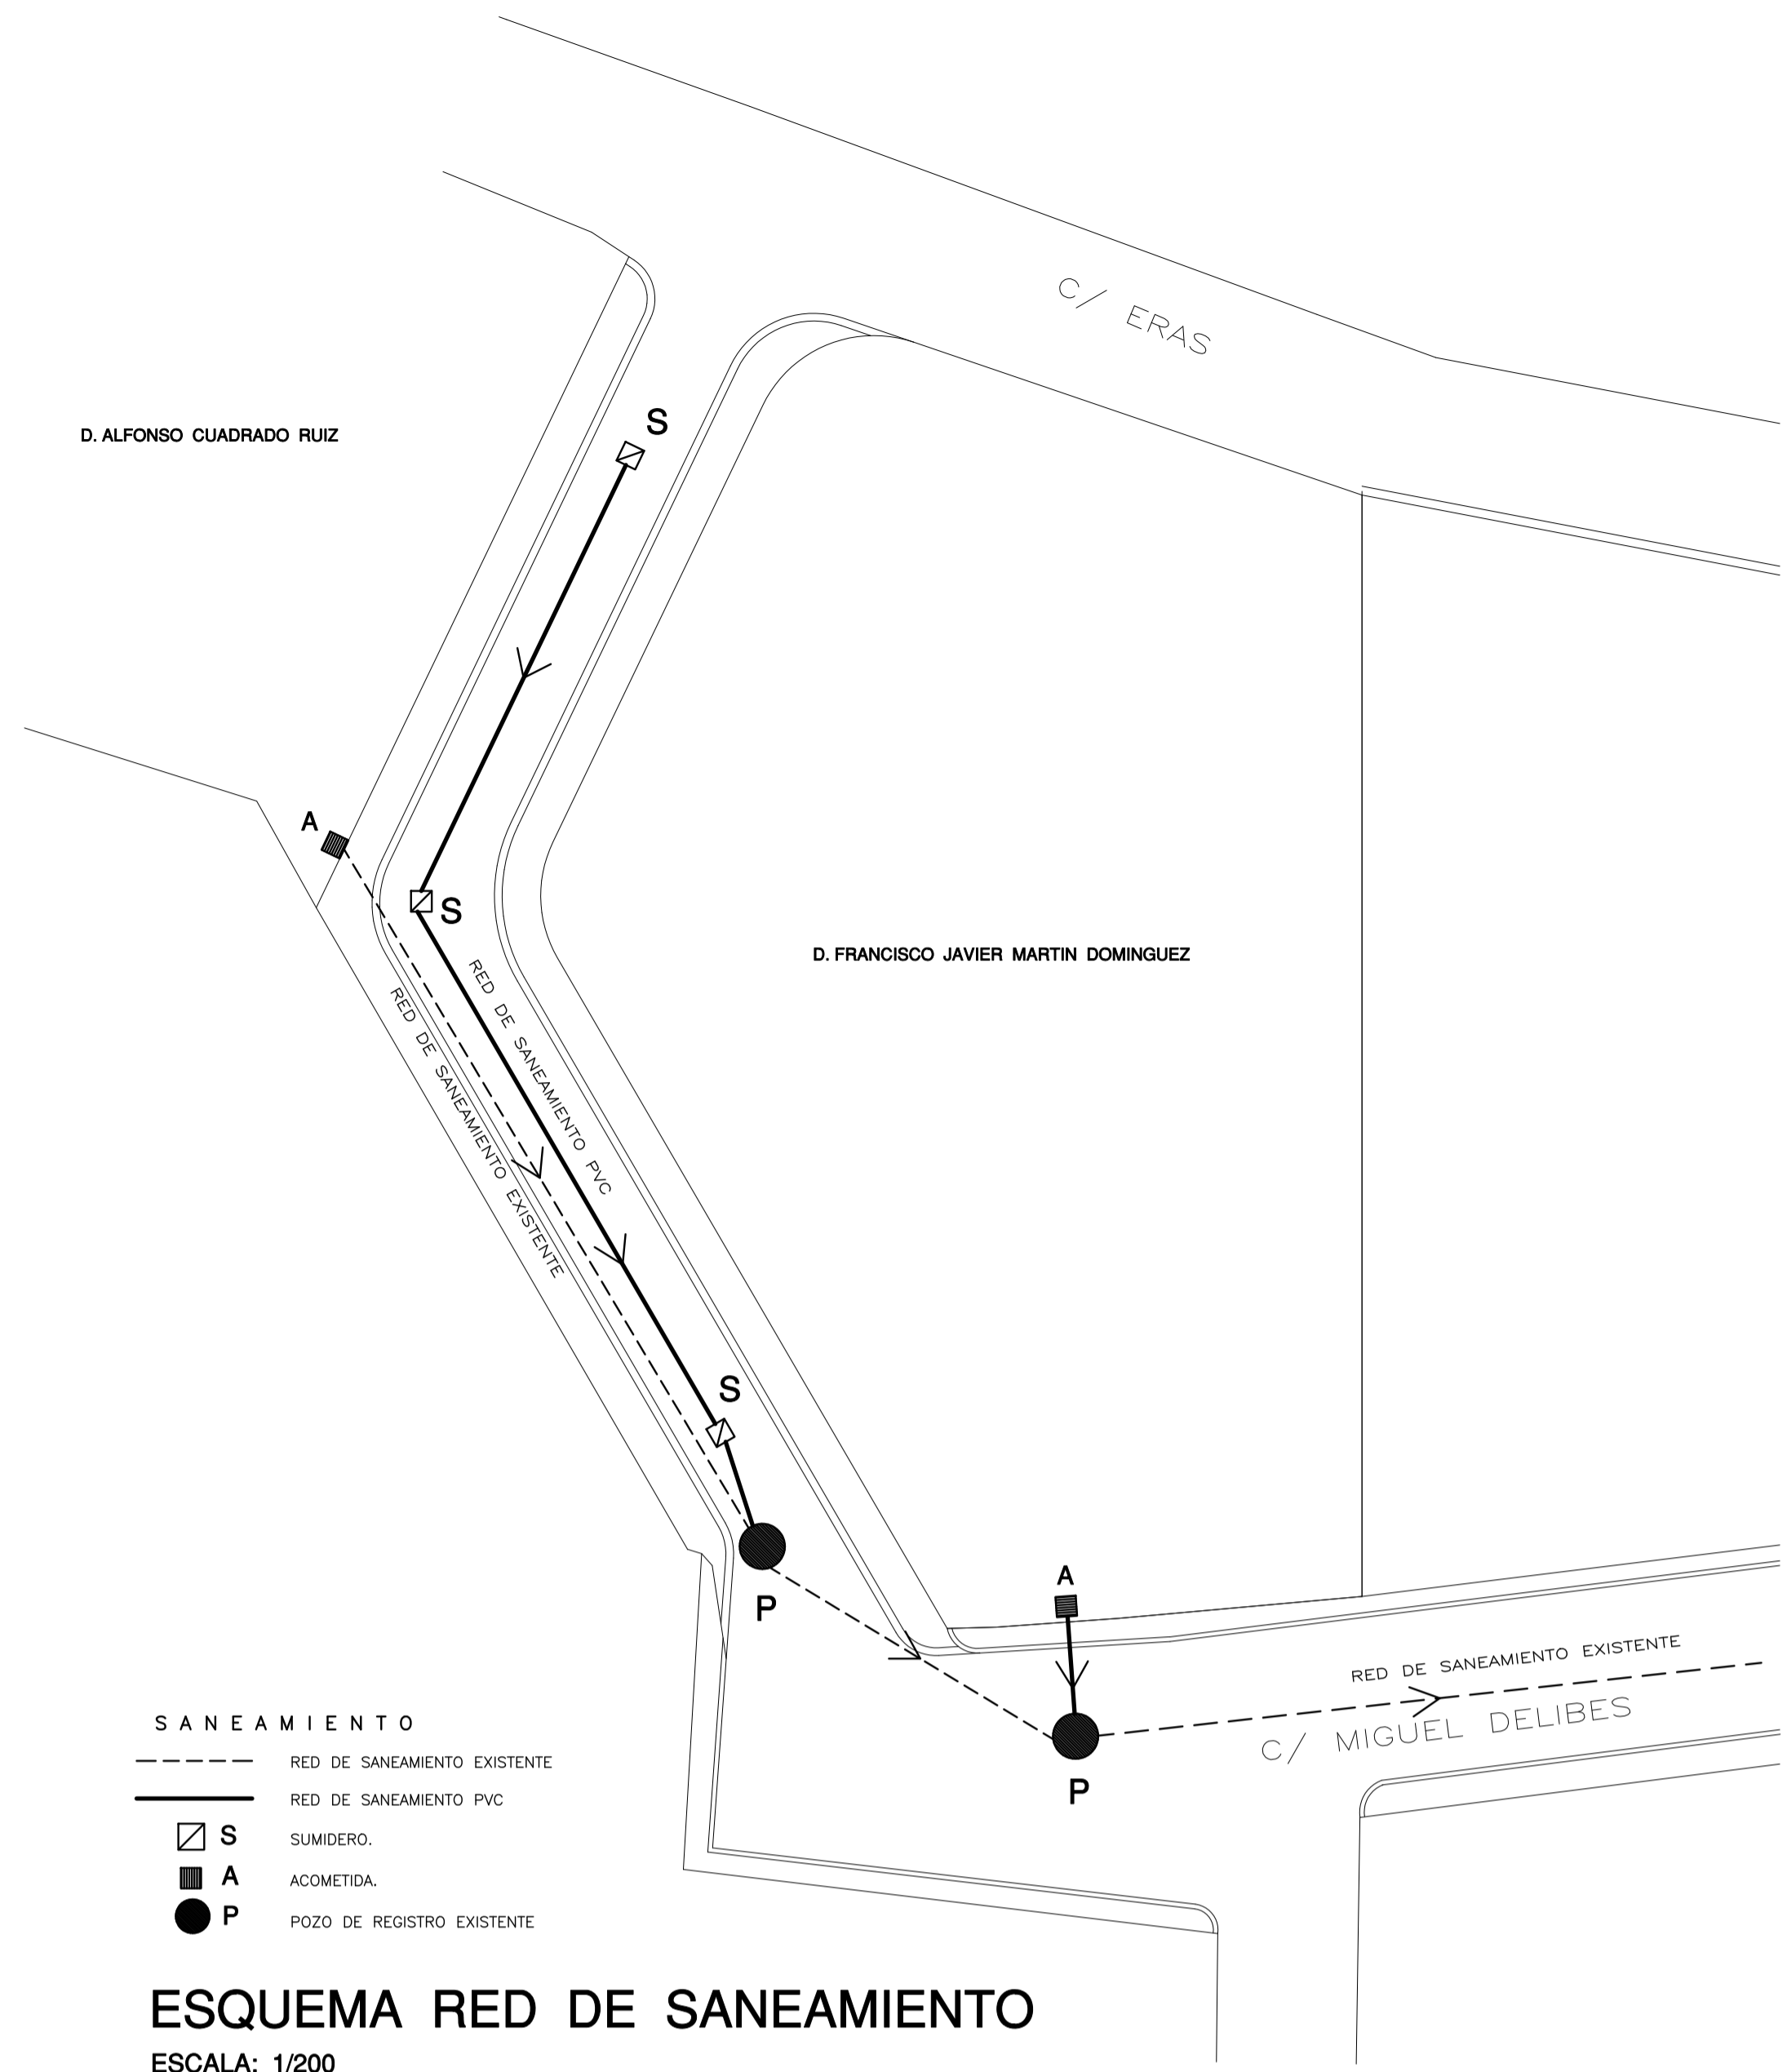 C/ ERAS
S
D. ALFONSO CUADRADO RUIZ
A
S
D. FRANCISCO JAVIER MARTIN DOMINGUEZ
RED DE SANEAMIENTO PVC
RED DE SANEAMIENTO EXISTENTE
S
P
A
RED DE SANEAMIENTO EXISTENTE
C/ MIGUEL DELIBES
P
SANEAMIENTO
RED DE SANEAMIENTO EXISTENTE
RED DE SANEAMIENTO PVC
S SUMIDERO.
A ACOMETIDA.
P POZO DE REGISTRO EXISTENTE
ESQUEMA RED DE SANEAMIENTO
ESCALA: 1/200